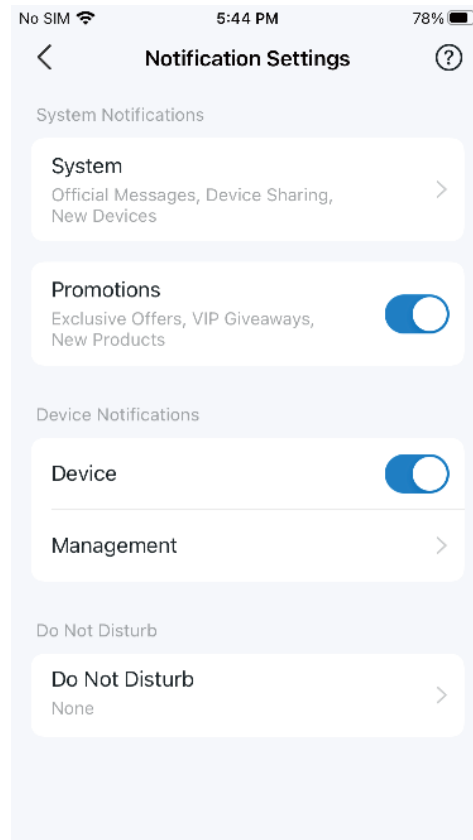 No SIM 5:44 PM 78%
Notification Settings ?
System Notifications
System
Official Messages, Device Sharing,
New Devices
Promotions
Exclusive Offers, VIP Giveaways,
New Products
Device Notifications
Device
Management
Do Not Disturb
Do Not Disturb
None